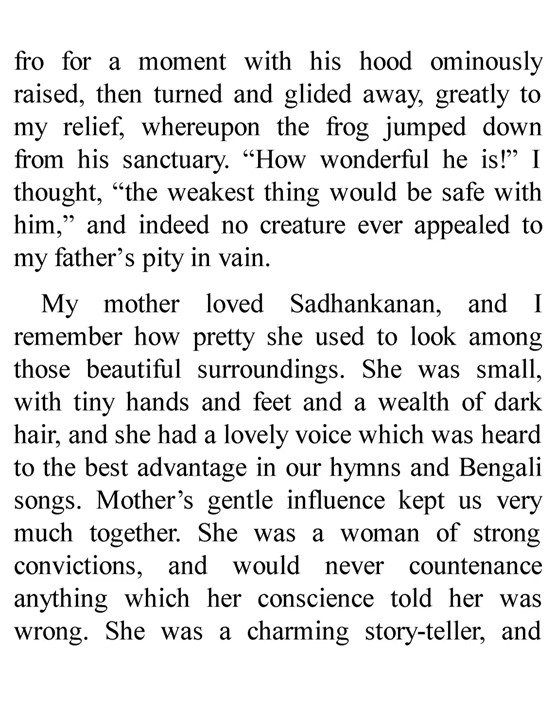 fro for a moment with his hood ominously
raised, then turned and glided away, greatly to
my relief, whereupon the frog jumped down
from his sanctuary. “How wonderful he is!” I
thought, “the weakest thing would be safe with
him,” and indeed no creature ever appealed to
my father’s pity in vain.
My mother loved Sadhankanan, and I
remember how pretty she used to look among
those beautiful surroundings. She was small,
with tiny hands and feet and a wealth of dark
hair, and she had a lovely voice which was heard
to the best advantage in our hymns and Bengali
songs. Mother’s gentle influence kept us very
much together. She was a woman of strong
convictions, and would never countenance
anything which her conscience told her was
wrong. She was a charming story-teller, and